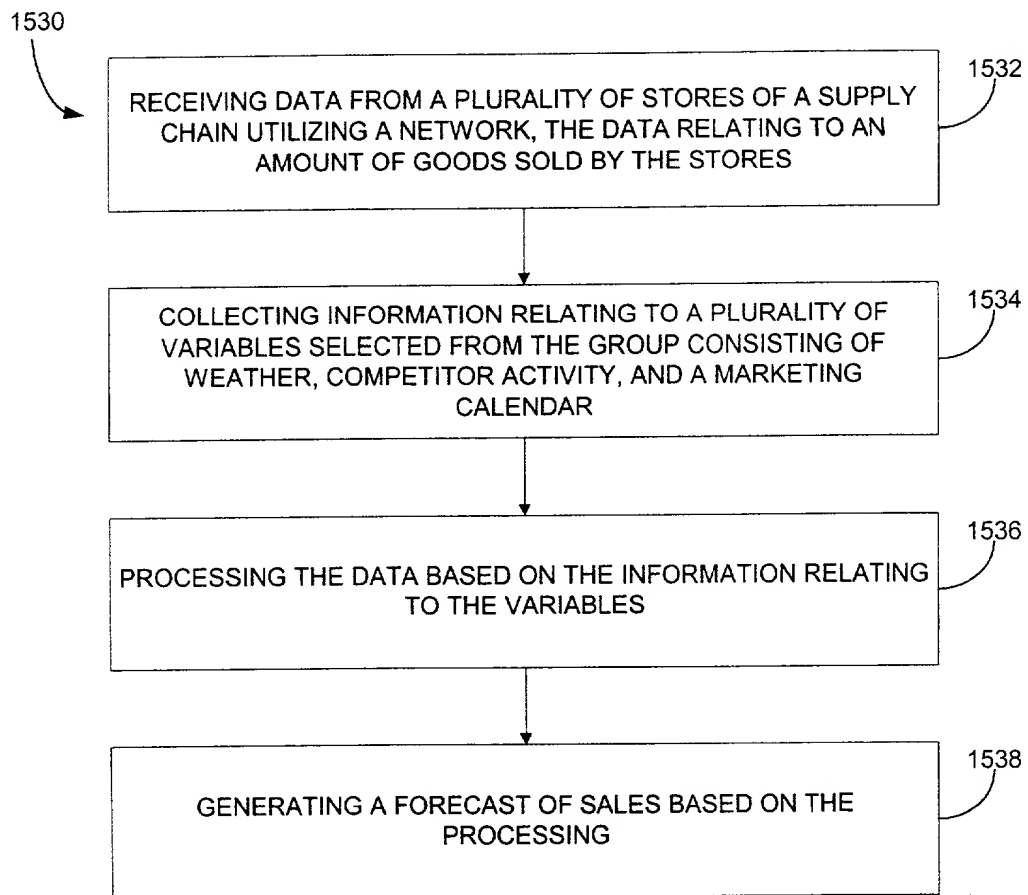 1530
1532
RECEIVING DATA FROM A PLURALITY OF STORES OF A SUPPLY
CHAIN UTILIZING A NETWORK, THE DATA RELATING TO AN
AMOUNT OF GOODS SOLD BY THE STORES
1534
COLLECTING INFORMATION RELATING TO A PLURALITY OF
VARIABLES SELECTED FROM THE GROUP CONSISTING OF
WEATHER, COMPETITOR ACTIVITY, AND A MARKETING
CALENDAR
1536
PROCESSING THE DATA BASED ON THE INFORMATION RELATING
TO THE VARIABLES
1538
GENERATING A FORECAST OF SALES BASED ON THE
PROCESSING